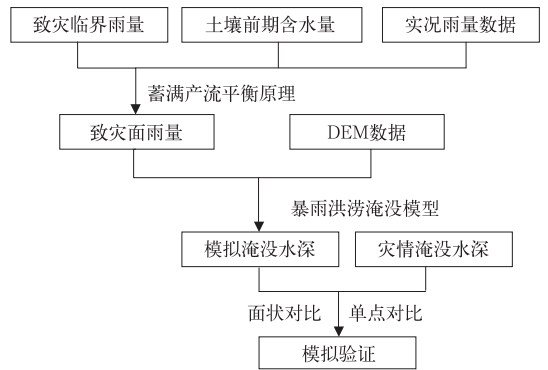 致灾临界雨量
土壤前期含水量
实况雨量数据
蓄满产流平衡原理
致灾面雨量
DEM数据
暴雨洪涝淹没模型
模拟淹没水深
灾情淹没水深
面状对比
单点对比
模拟验证